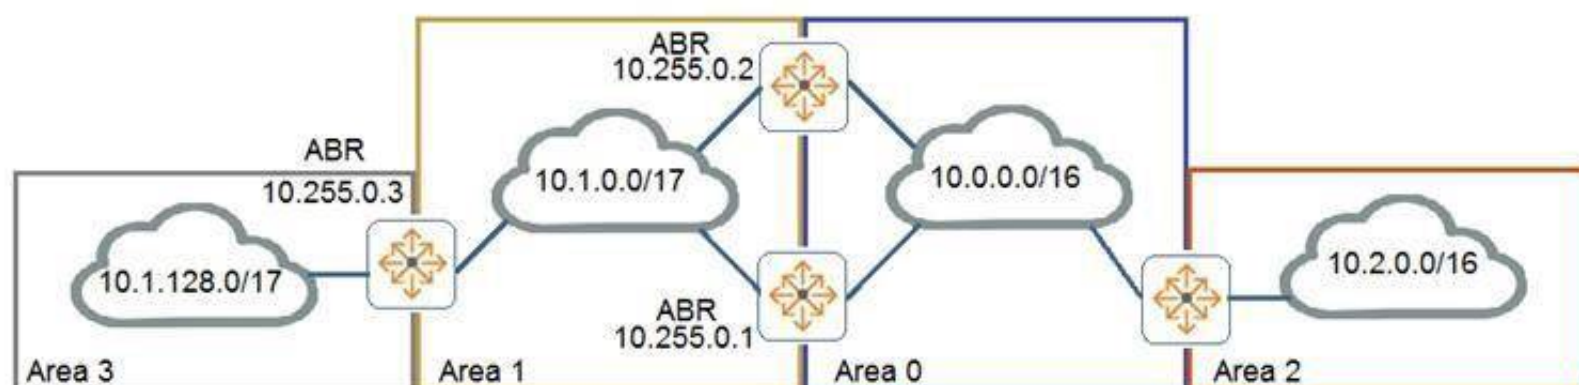 ABR
10.255.0.2
ABR
10.255.0.3
10.1.0.0/17
10.0.0.0/16
10.1.128.0/17
10.2.0.0/16
ABR
10.255.0.1
Area 3
Area 1
Area 0
Area 2